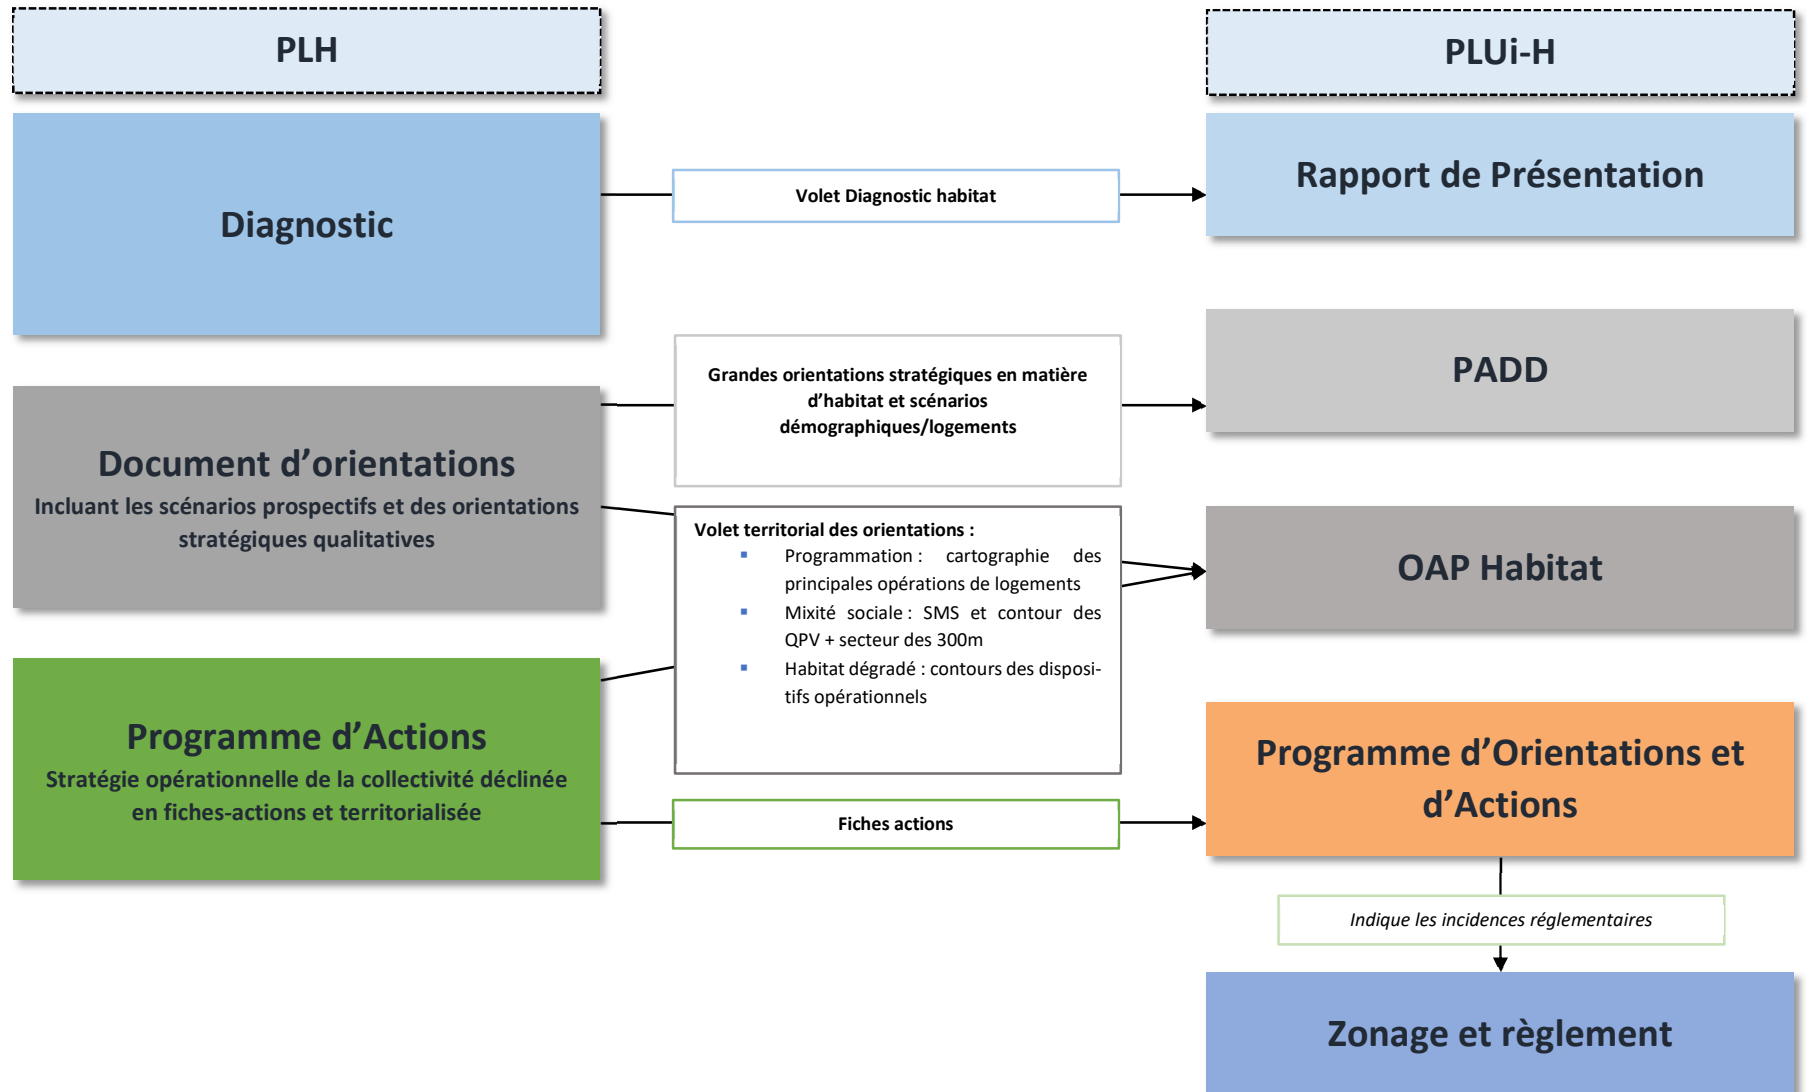 PLH
PLUi-H
Diagnostic
Volet Diagnostic habitat
Rapport de Présentation
Grandes orientations stratégiques en matière
d’habitat et scénarios
démographiques/logements
PADD
Document d’orientations
Incluant les scénarios prospectifs et des orientations
stratégiques qualitatives
Volet territorial des orientations :
▪ Programmation : cartographie des
principales opérations de logements
▪ Mixité sociale : SMS et contour des
QPV + secteur des 300m
▪ Habitat dégradé : contours des disposi-
tifs opérationnels
OAP Habitat
Programme d’Actions
Stratégie opérationnelle de la collectivité déclinée
en fiches-actions et territorialisée
Fiches actions
Programme d’Orientations et
d’Actions
Indique les incidences réglementaires
Zonage et règlement